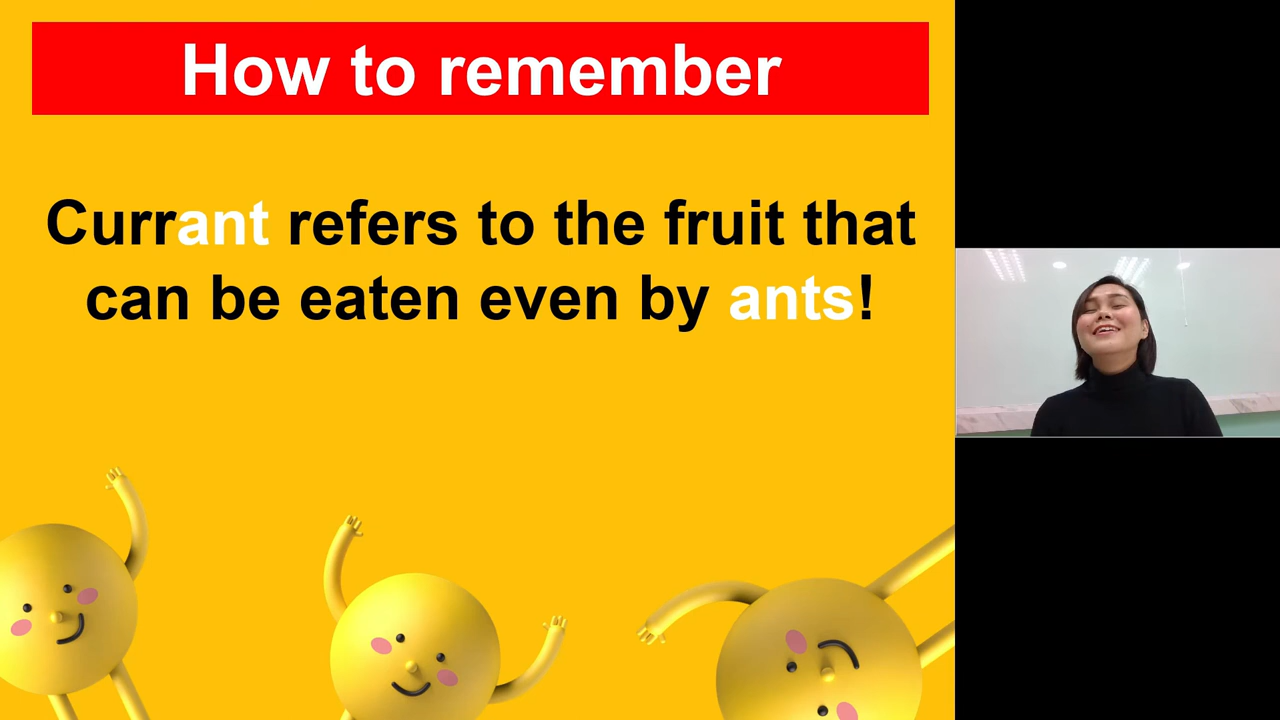 How to remember
Currant refers to the fruit that
can be eaten even by ants!